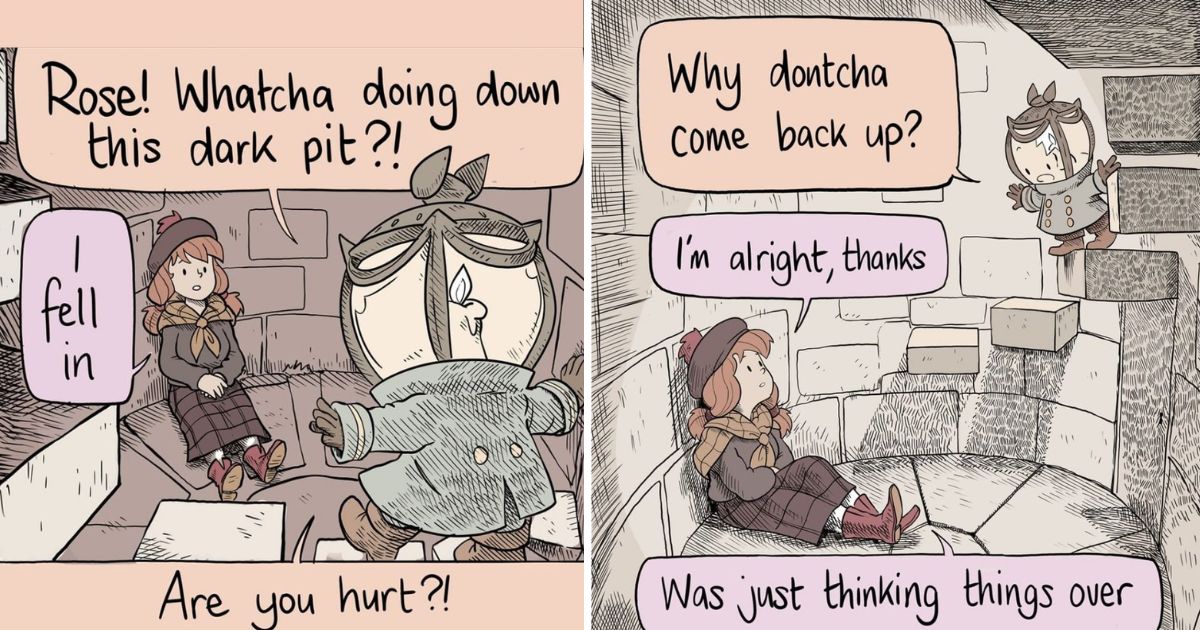 Rose! Whatcha doing down
this dark pit?!
I
fell
in
Are you hurt?!
Why dontcha
come back up?
I'm alright, thanks
Was just thinking things over